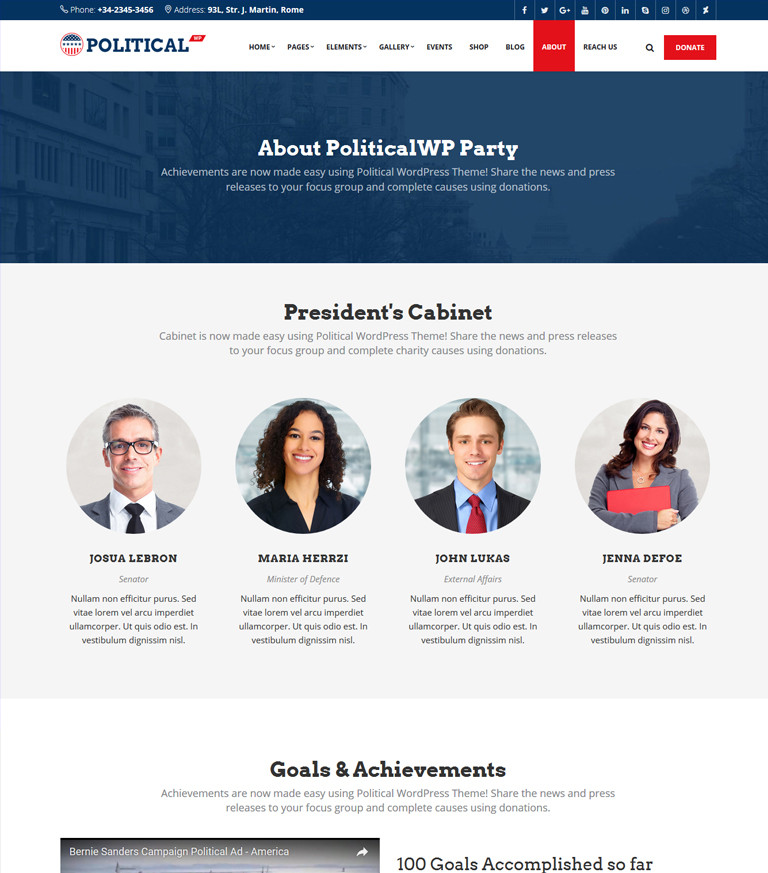 Phone: +34-2345-3456 Address: 93L, Str. J. Martin, Rome
POLITICAL WP
HOME PAGES ELEMENTS GALLERY EVENTS SHOP BLOG ABOUT REACH US DONATE
About PoliticalWP Party
Achievements are now made easy using Political WordPress Theme! Share the news and press
releases to your focus group and complete causes using donations.
President's Cabinet
Cabinet is now made easy using Political WordPress Theme! Share the news and press releases
to your focus group and complete charity causes using donations.
JOSUA LEBRON
Senator
Nullam non efficitur purus. Sed
vitae lorem vel arcu imperdiet
ullamcorper. Ut quis odio est. In
vestibulum dignissim nisl.
MARIA HERRZI
Minister of Defence
Nullam non efficitur purus. Sed
vitae lorem vel arcu imperdiet
ullamcorper. Ut quis odio est. In
vestibulum dignissim nisl.
JOHN LUKAS
External Affairs
Nullam non efficitur purus. Sed
vitae lorem vel arcu imperdiet
ullamcorper. Ut quis odio est. In
vestibulum dignissim nisl.
JENNA DEFOE
Senator
Nullam non efficitur purus. Sed
vitae lorem vel arcu imperdiet
ullamcorper. Ut quis odio est. In
vestibulum dignissim nisl.
Goals & Achievements
Achievements are now made easy using Political WordPress Theme! Share the news and press
releases to your focus group and complete causes using donations.
Bernie Sanders Campaign Political Ad - America
100 Goals Accomplished so far